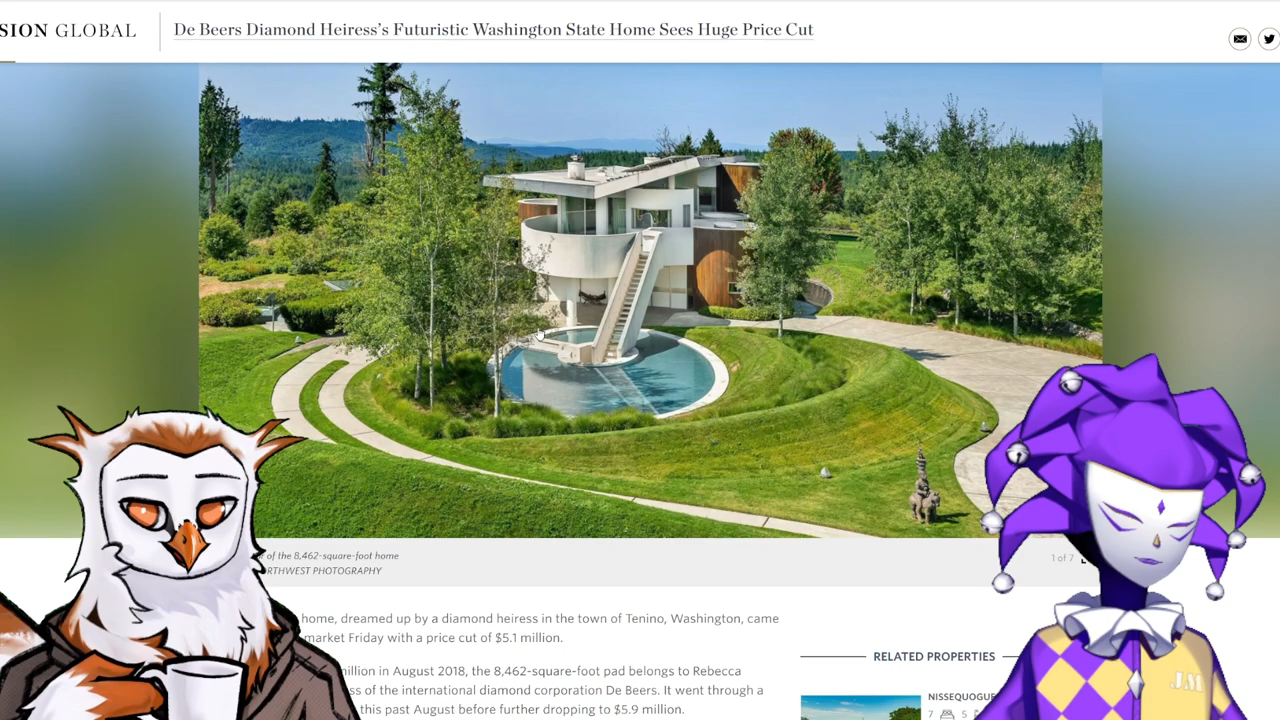 SION GLOBAL
De Beers Diamond Heiress's Futuristic Washington State Home Sees Huge Price Cut
of the 8,462-square-foot home
RTHWEST PHOTOGRAPHY
1 of 7
home, dreamed up by a diamond heiress in the town of Tenino, Washington, came
market Friday with a price cut of $5.1 million.
million in August 2018, the 8,462-square-foot pad belongs to Rebecca
ss of the international diamond corporation De Beers. It went through a
this past August before further dropping to $5.9 million.
RELATED PROPERTIES
NISSEQUOGUE
7 5
JM